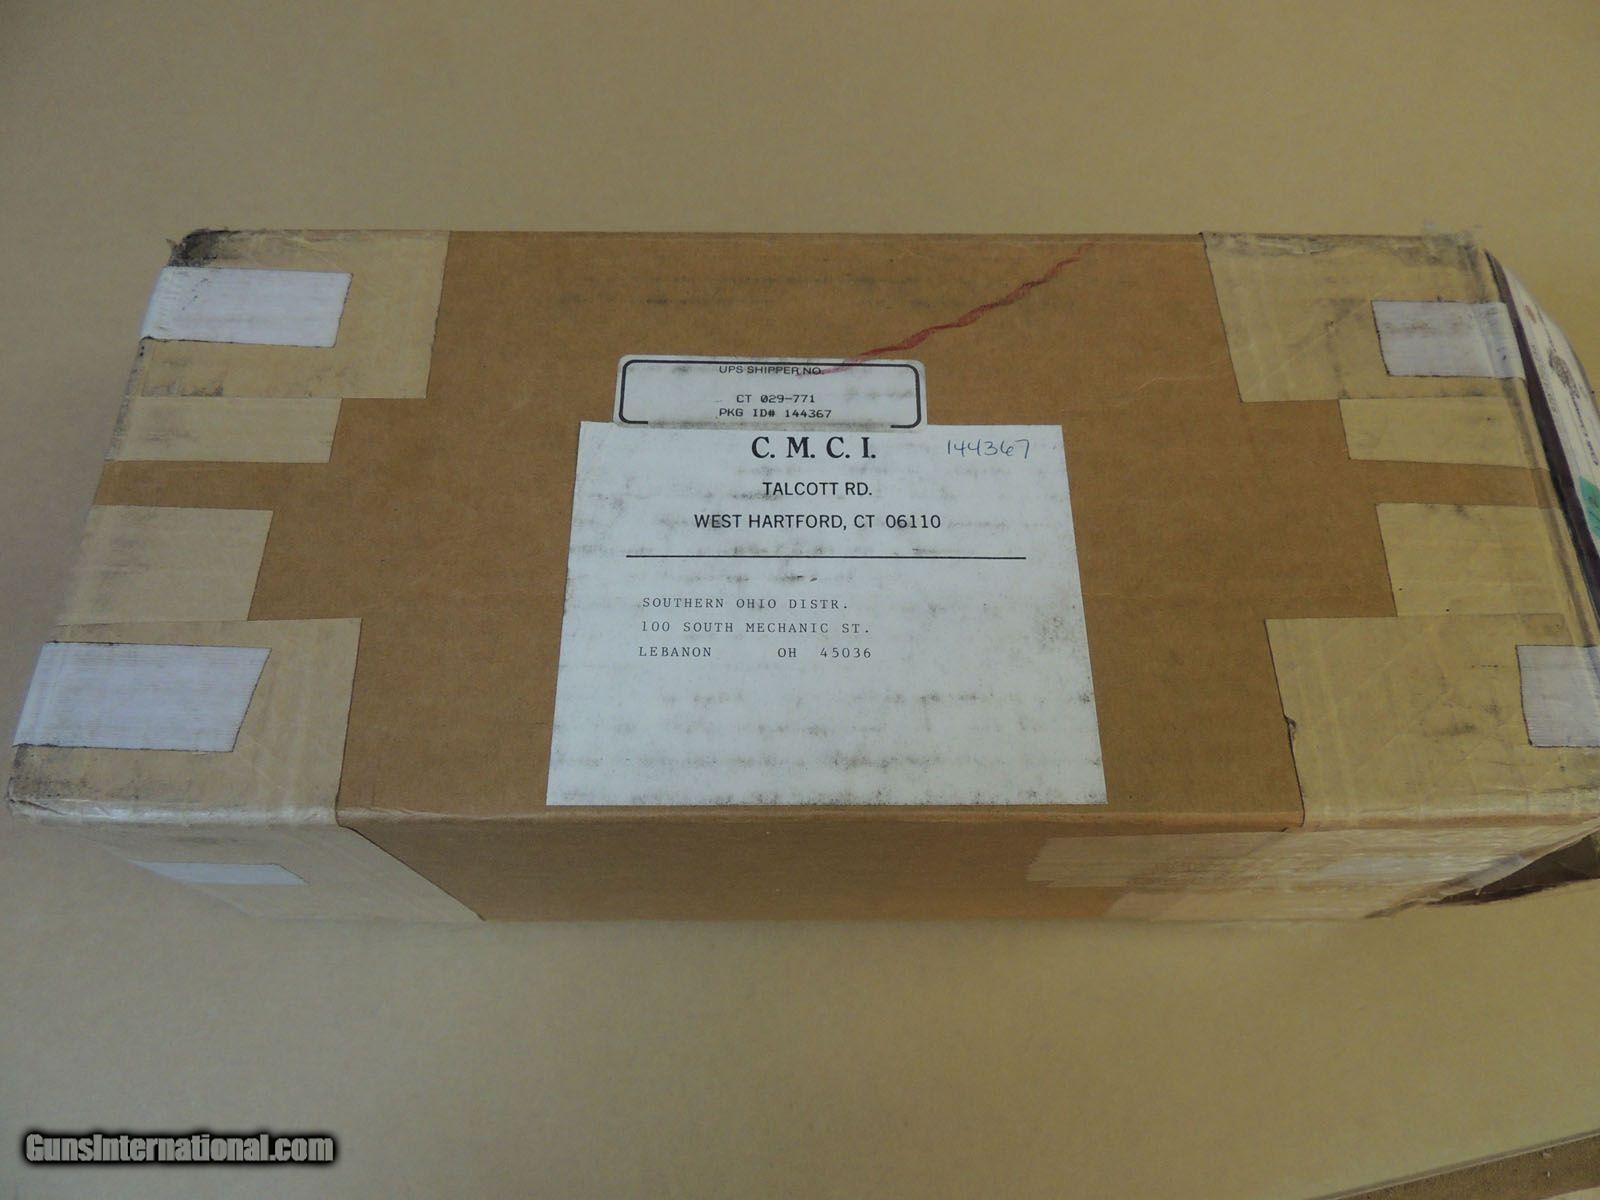 UPS SHIPPER NO.
CT 029-771
PKG ID# 144367
C. M. C. I.
144367
TALCOTT RD.
WEST HARTFORD, CT 06110
SOUTHERN OHIO DISTR.
100 SOUTH MECHANIC ST.
LEBANON OH 45036
GunsInternational.com